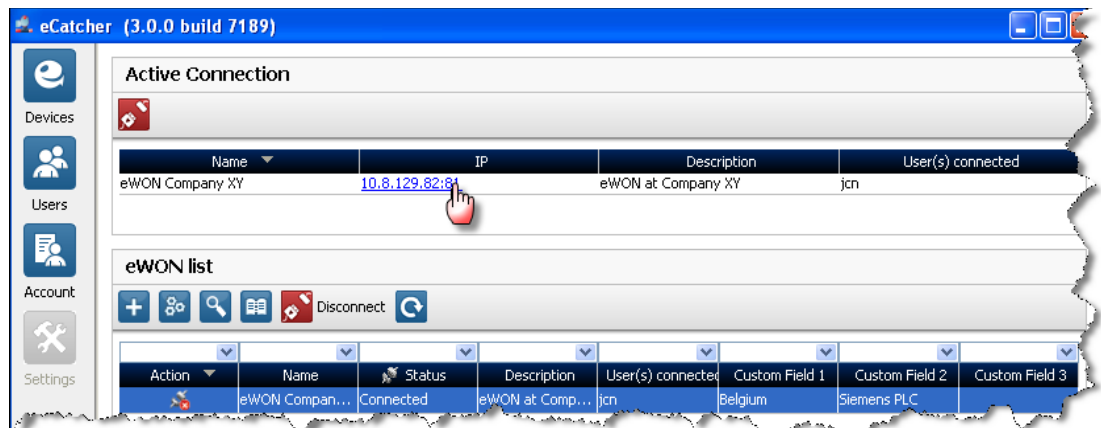 eCatcher (3.0.0 build 7189)
Devices
Users
Account
Settings
Active Connection
Name IP Description User(s) connected
eWON Company XY 10.8.129.82:81 eWON at Company XY jcn
eWON list
Disconnect
Action Name Status Description User(s) connected Custom Field 1 Custom Field 2 Custom Field 3
eWON Compan... Connected eWON at Comp... jcn Belgium Siemens PLC